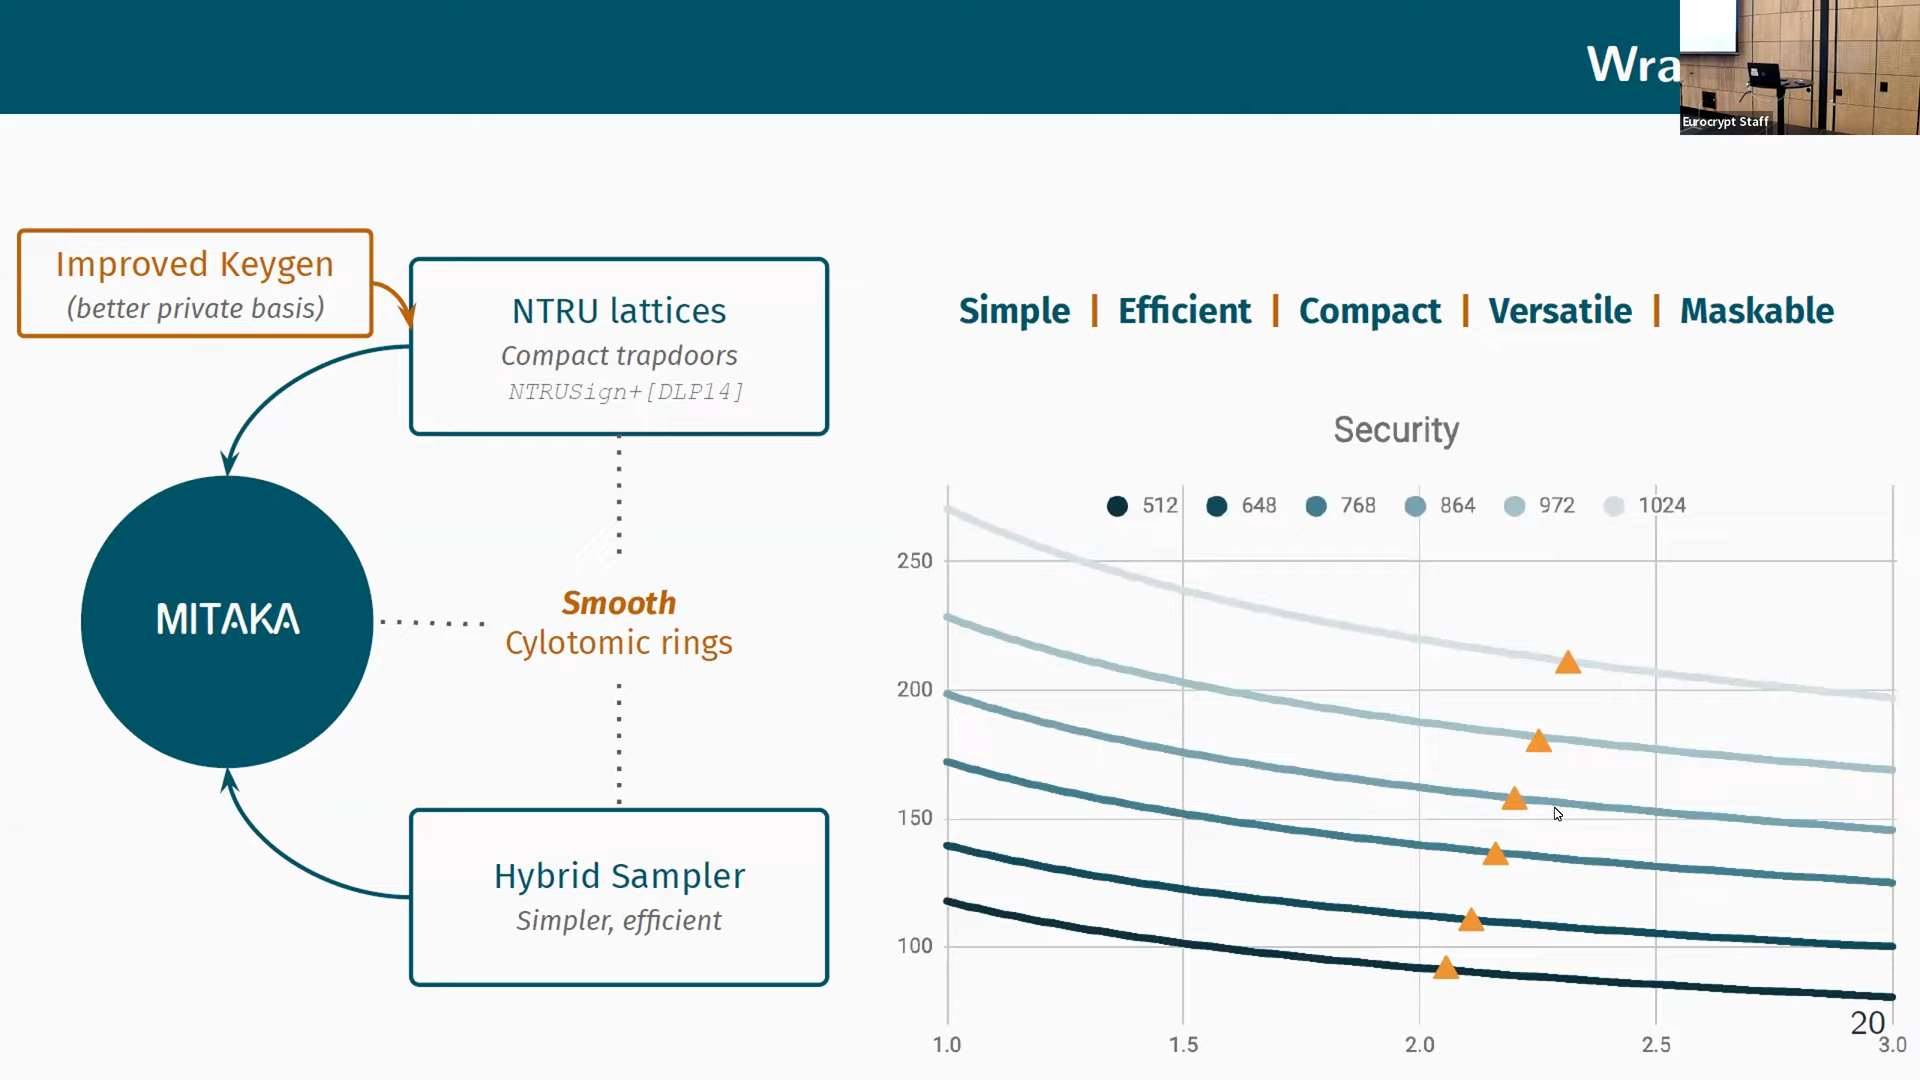 Wra
Eurocrypt Staff
Improved Keygen
(better private basis)
NTRU lattices
Compact trapdoors
NTRUSign+[DLP14]
MITAKA
Smooth
Cylotomic rings
Hybrid Sampler
Simpler, efficient
Simple | Efficient | Compact | Versatile | Maskable
Security
512 648 768 864 972 1024
250
200
150
100
1.0 1.5 2.0 2.5 3.0
20